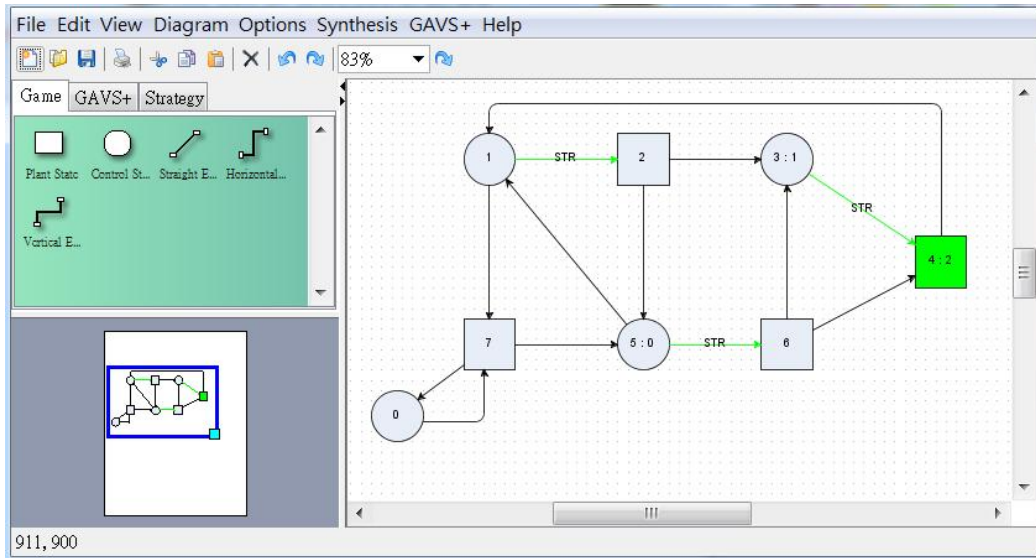 File Edit View Diagram Options Synthesis GAVS+ Help
83%
Game GAVS+ Strategy
Plant State Control St... Straight E... Horizontal...
Vertical E...
1 STR 2 3 : 1
STR
4 : 2
7 5 : 0 STR 6
0
911, 900